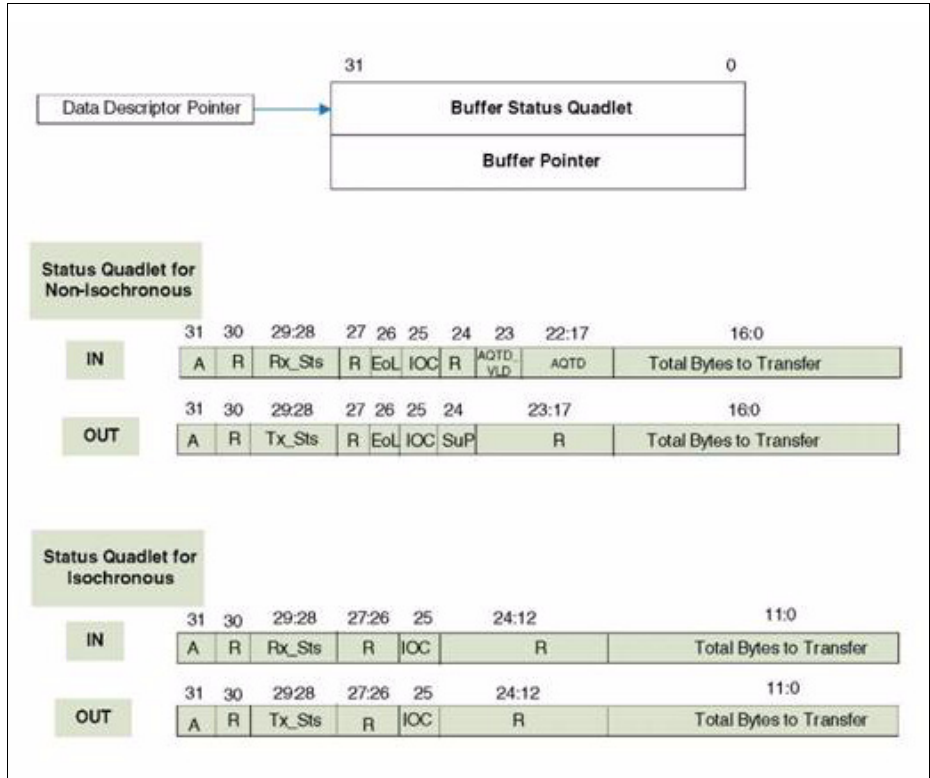 31 0
Data Descriptor Pointer
Buffer Status Quadlet
Buffer Pointer
Status Quadlet for
Non-Isochronous
31 30 29:28 27 26 25 24 23 22:17 16:0
IN
A R Rx_Sts R EoL IOC R AQTD_ VLD AQTD Total Bytes to Transfer
31 30 29:28 27 26 25 24 23:17 16:0
OUT
A R Tx_Sts R EoL IOC SuP R Total Bytes to Transfer
Status Quadlet for
Isochronous
31 30 29:28 27:26 25 24:12 11:0
IN
A R Rx_Sts R IOC R Total Bytes to Transfer
31 30 29:28 27:26 25 24:12 11:0
OUT
A R Tx_Sts R IOC R Total Bytes to Transfer